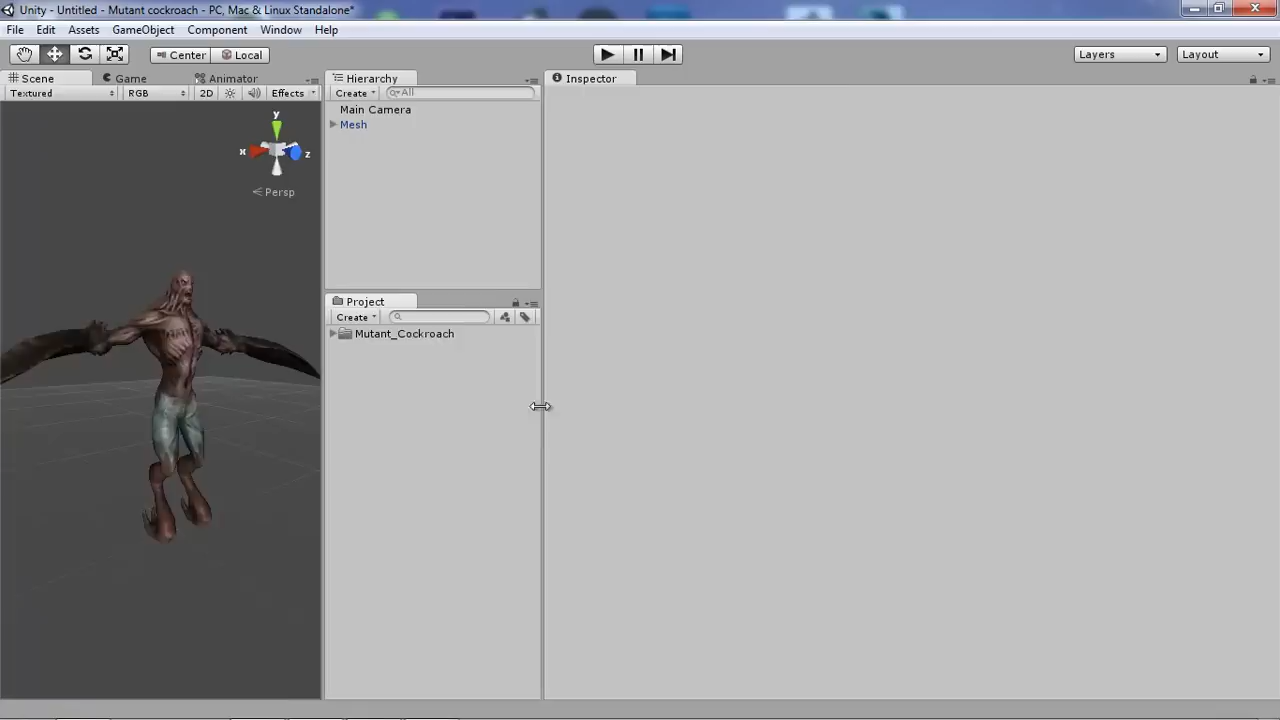 Unity - Untitled - Mutant cockroach - PC, Mac & Linux Standalone*
File Edit Assets GameObject Component Window Help
Center Local Layers Layout
Scene Game Animator
Textured RGB 2D Effects
y
x z
Persp
Hierarchy
Create All
Main Camera
Mesh
Project
Create
Mutant_Cockroach
Inspector